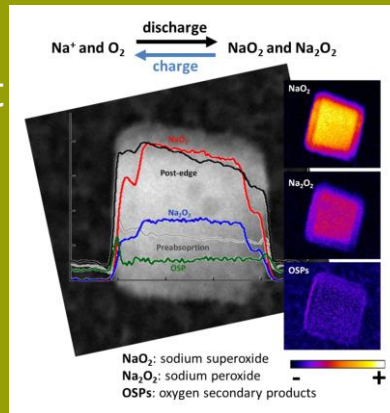 t
discharge
Na⁺ and O₂ NaO₂ and Na₂O₂
charge
NaO₂
NaO₂
Post-edge
Na₂O₂
Na₂O₂
Preabsoprtion
OSP
OSPs
NaO₂: sodium superoxide
Na₂O₂: sodium peroxide
OSPs: oxygen secondary products
- +